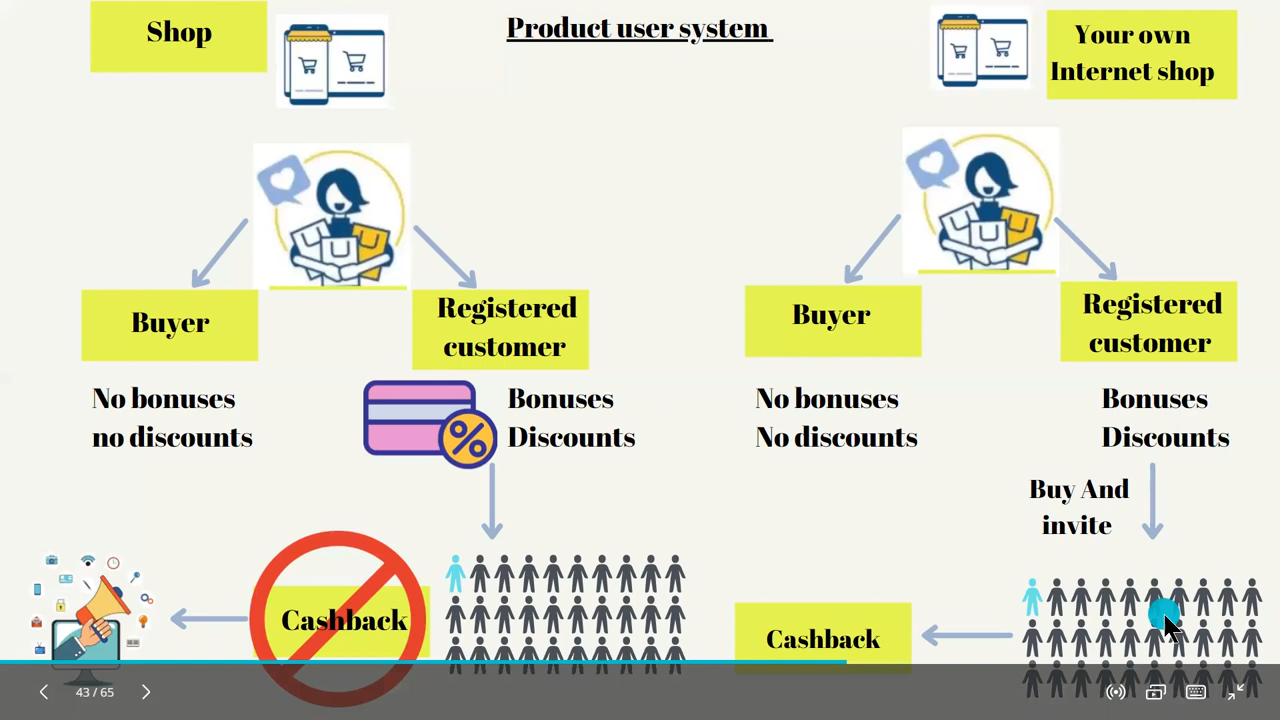 Product user system
Shop
Buyer
No bonuses
no discounts
Registered
customer
Bonuses
Discounts
Cashback
Your own
Internet shop
Buyer
No bonuses
No discounts
Registered
customer
Bonuses
Discounts
Buy And
invite
Cashback
43 / 65